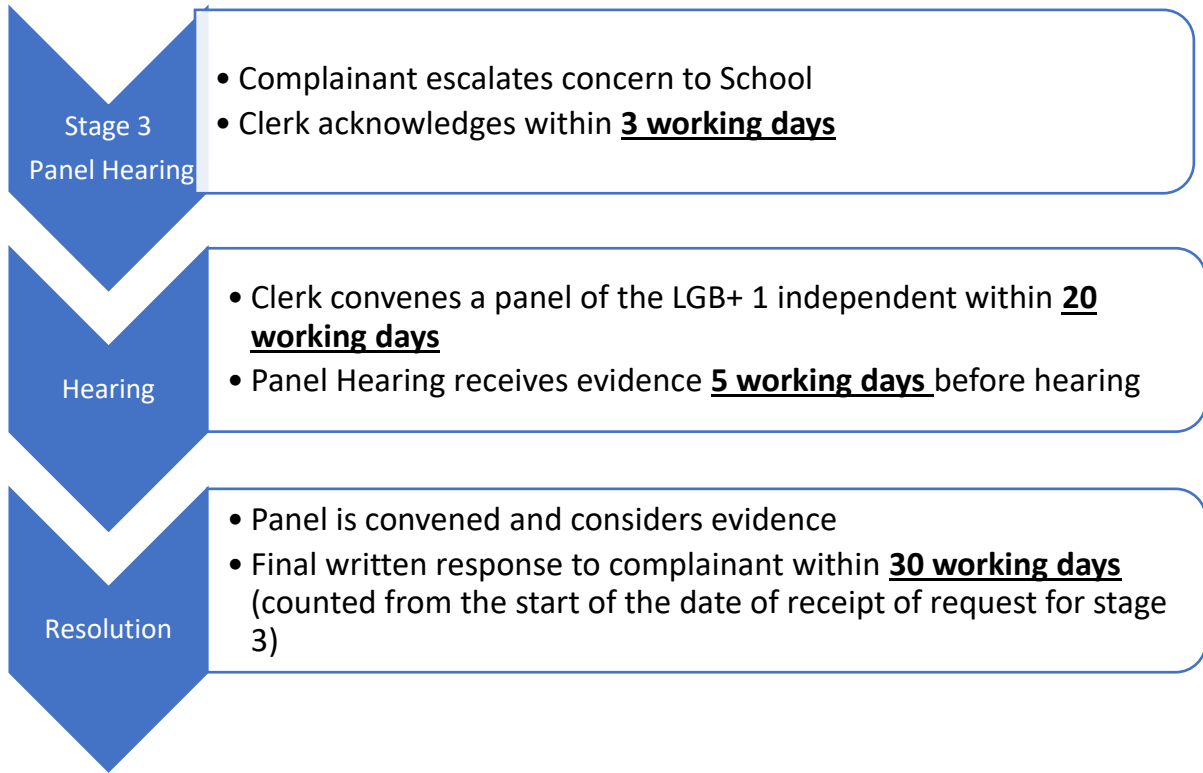 Stage 3
Panel Hearing
• Complainant escalates concern to School
• Clerk acknowledges within 3 working days
Hearing
• Clerk convenes a panel of the LGB+ 1 independent within 20
working days
• Panel Hearing receives evidence 5 working days before hearing
Resolution
• Panel is convened and considers evidence
• Final written response to complainant within 30 working days
(counted from the start of the date of receipt of request for stage
3)